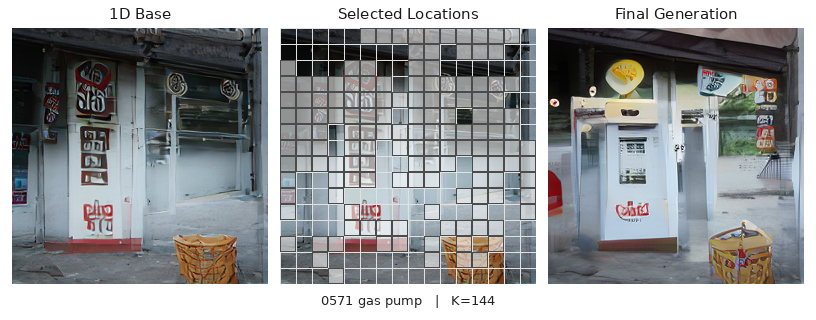 1D Base
Selected Locations
Final Generation
0571 gas pump | K=144